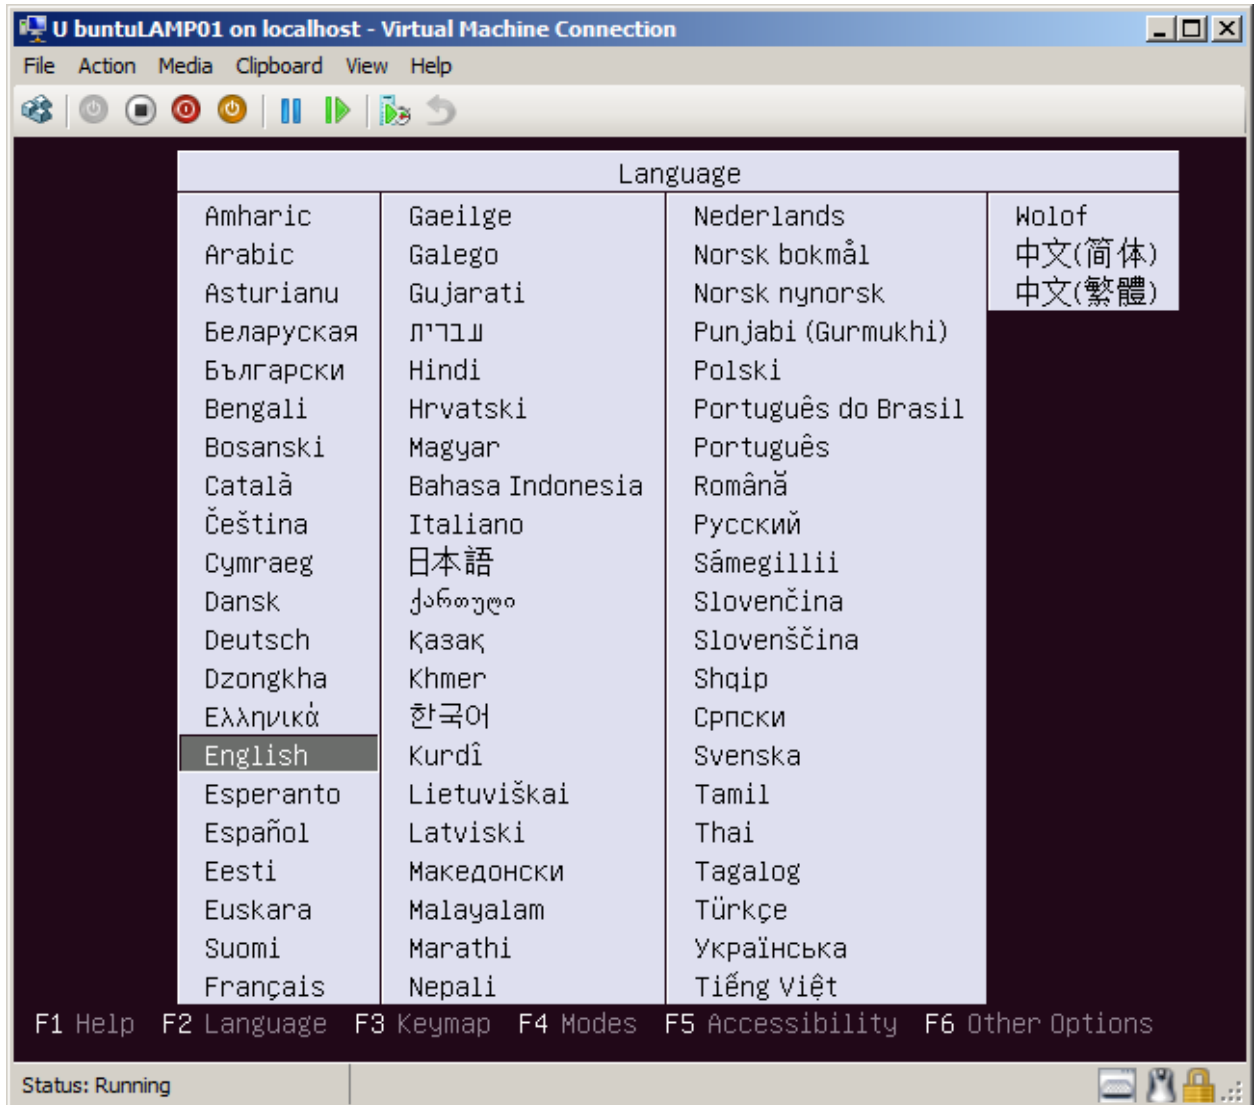 U buntuLAMP01 on localhost - Virtual Machine Connection
File Action Media Clipboard View Help
Language
Amharic
Arabic
Asturianu
Беларуская
Български
Bengali
Bosanski
Català
Čeština
Cymraeg
Dansk
Deutsch
Dzongkha
Ελληνικά
English
Esperanto
Español
Eesti
Euskara
Suomi
Français
Gaeilge
Galego
Gujarati
עברית
Hindi
Hrvatski
Magyar
Bahasa Indonesia
Italiano
日本語
ქართული
Қазақ
Khmer
한국어
Kurdî
Lietuviškai
Latviski
Македонски
Malayalam
Marathi
Nepali
Nederlands
Norsk bokmål
Norsk nynorsk
Punjabi (Gurmukhi)
Polski
Português do Brasil
Português
Română
Русский
Sámegillii
Slovenčina
Slovenščina
Shqip
Српски
Svenska
Tamil
Thai
Tagalog
Türkçe
Українська
Tiếng Việt
Wolof
中文(简体)
中文(繁體)
F1 Help F2 Language F3 Keymap F4 Modes F5 Accessibility F6 Other Options
Status: Running